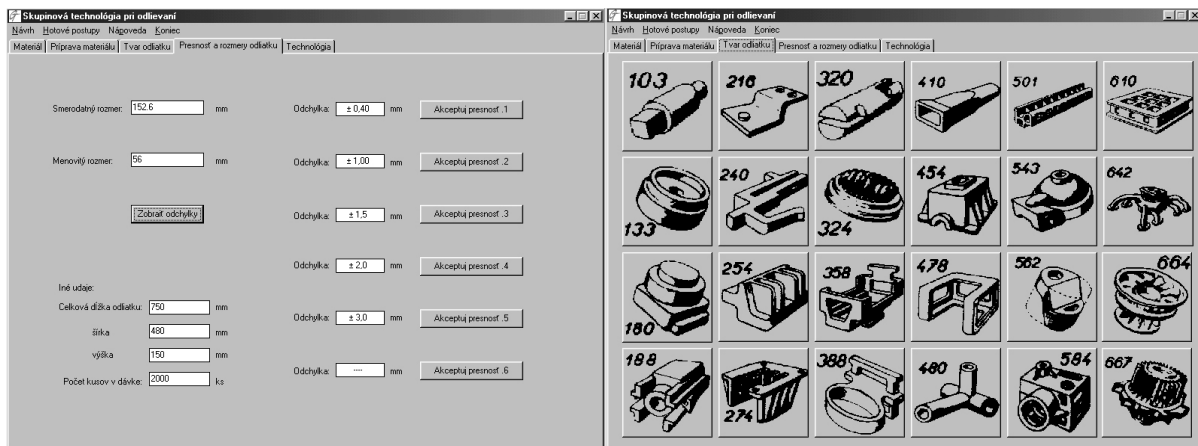 Skupinová technológia pri odlievaní
Návrh Hotové postupy Nápoveda Koniec
Materiál Príprava materiálu Tvar odliatku Presnosť a rozmery odliatku Technológia
Smerodatný rozmer: 152.6 mm
Odchylka: ± 0,40 mm Akceptuj presnosť .1
Menovitý rozmer: 56 mm
Odchylka: ± 1,00 mm Akceptuj presnosť .2
Zobraiť odchylky
Odchylka: ± 1,5 mm Akceptuj presnosť .3
Odchylka: ± 2,0 mm Akceptuj presnosť .4
Iné udaje:
Celková dĺžka odliatku: 750 mm
Odchylka: ± 3,0 mm Akceptuj presnosť .5
šírka 480 mm
výška 150 mm
Počet kusov v dávke: 2000 ks
Odchylka: ---- mm Akceptuj presnosť .6
Skupinová technológia pri odlievaní
Návrh Hotové postupy Nápoveda Koniec
Materiál Príprava materiálu Tvar odliatku Presnosť a rozmery odliatku Technológia
103 216 320 410 501 610
133 240 324 454 543 642
180 254 358 478 562 664
188 274 388 480 584 667